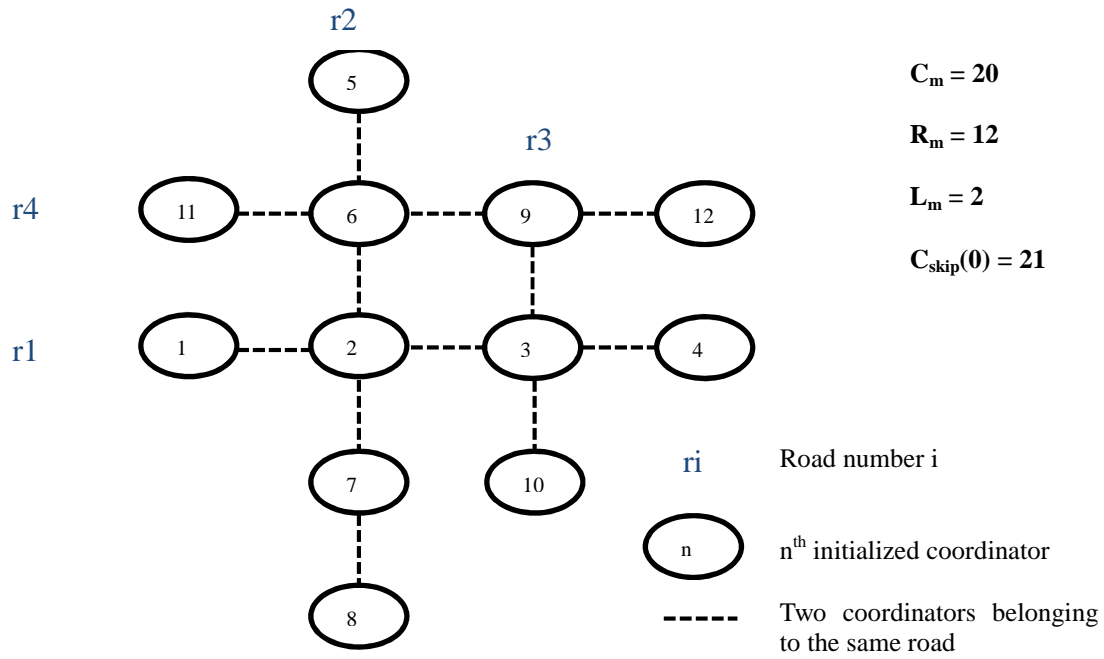 r2
5
C_m = 20
R_m = 12
r3
r4
11
6
9
12
L_m = 2
C_skip(0) = 21
r1
1
2
3
4
7
10
ri
Road number i
n
n^th initialized coordinator
8
Two coordinators belonging
to the same road